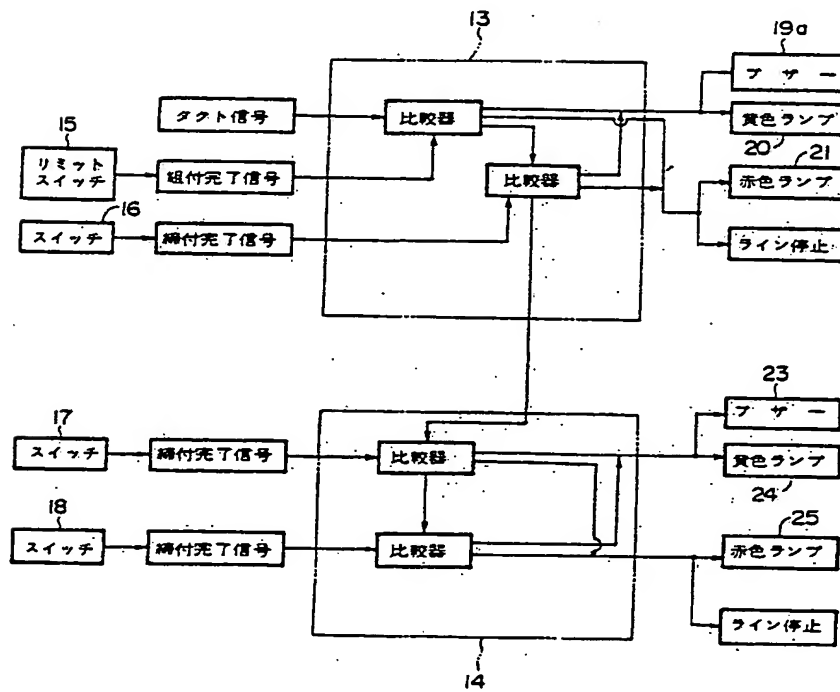 13
19a
ブザー
タクト信号
比較器
黄色ランプ
20
21
15
リミット
スイッチ
組付完了信号
比較器
赤色ランプ
16
スイッチ
締付完了信号
ライン停止
23
ブザー
17
スイッチ
締付完了信号
比較器
黄色ランプ
24
25
18
スイッチ
締付完了信号
比較器
赤色ランプ
ライン停止
14